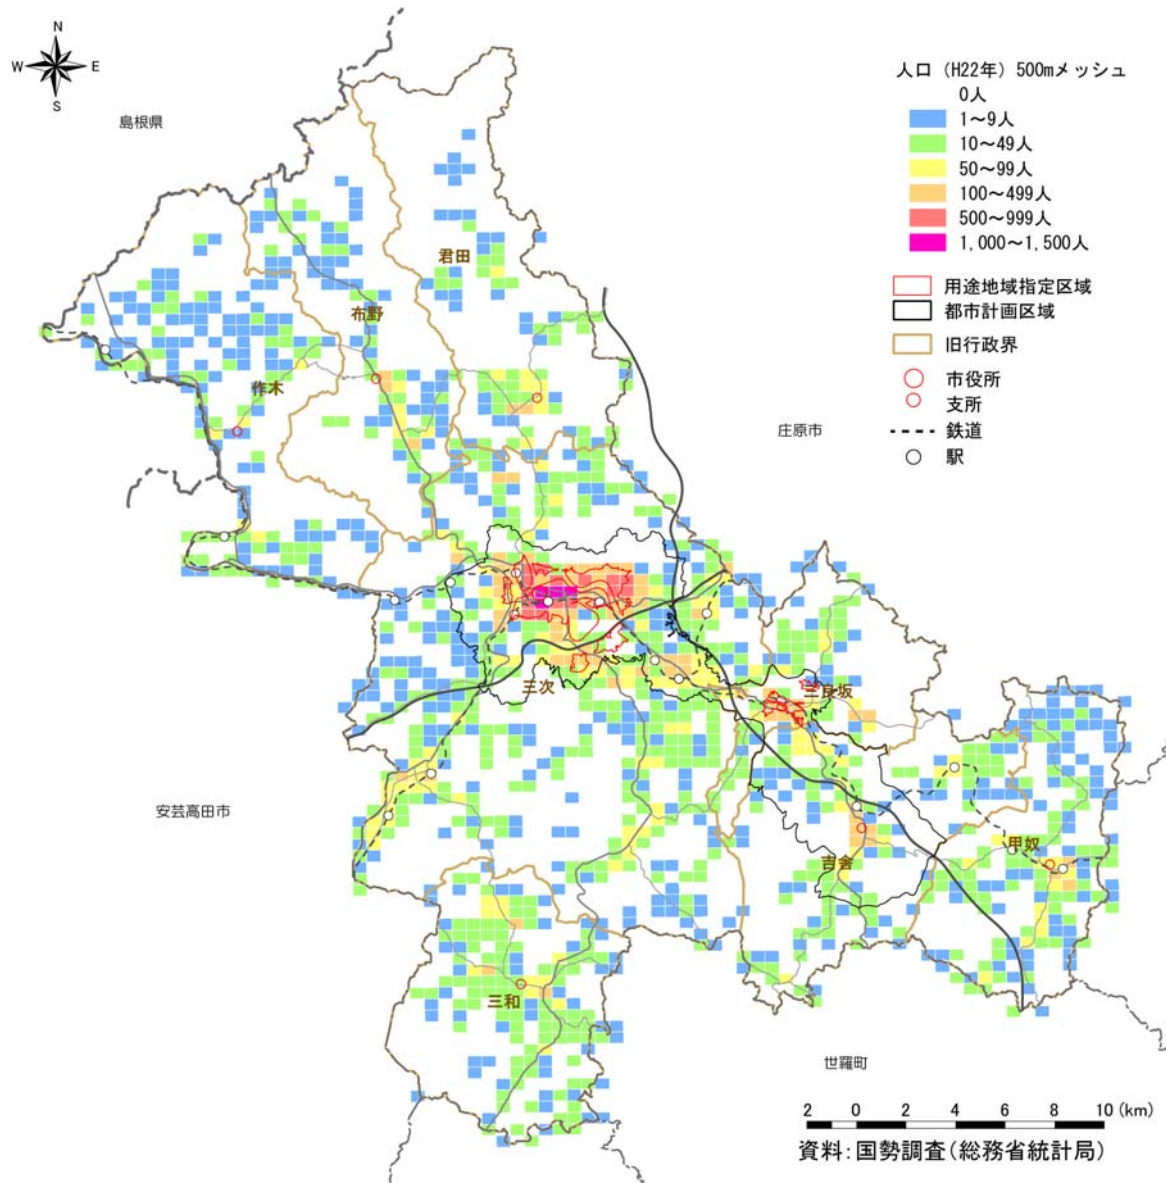 N
W
E
S
島根県
人口（H22年）500mメッシュ
0人
1～9人
10～49人
50～99人
100～499人
500～999人
1,000～1,500人
用途地域指定区域
都市計画区域
旧行政界
市役所
支所
鉄道
駅
君田
布野
作木
庄原市
三次
三良坂
安芸高田市
吉舎
甲奴
三和
世羅町
2 0 2 4 6 8 10 (km)
資料：国勢調査（総務省統計局）